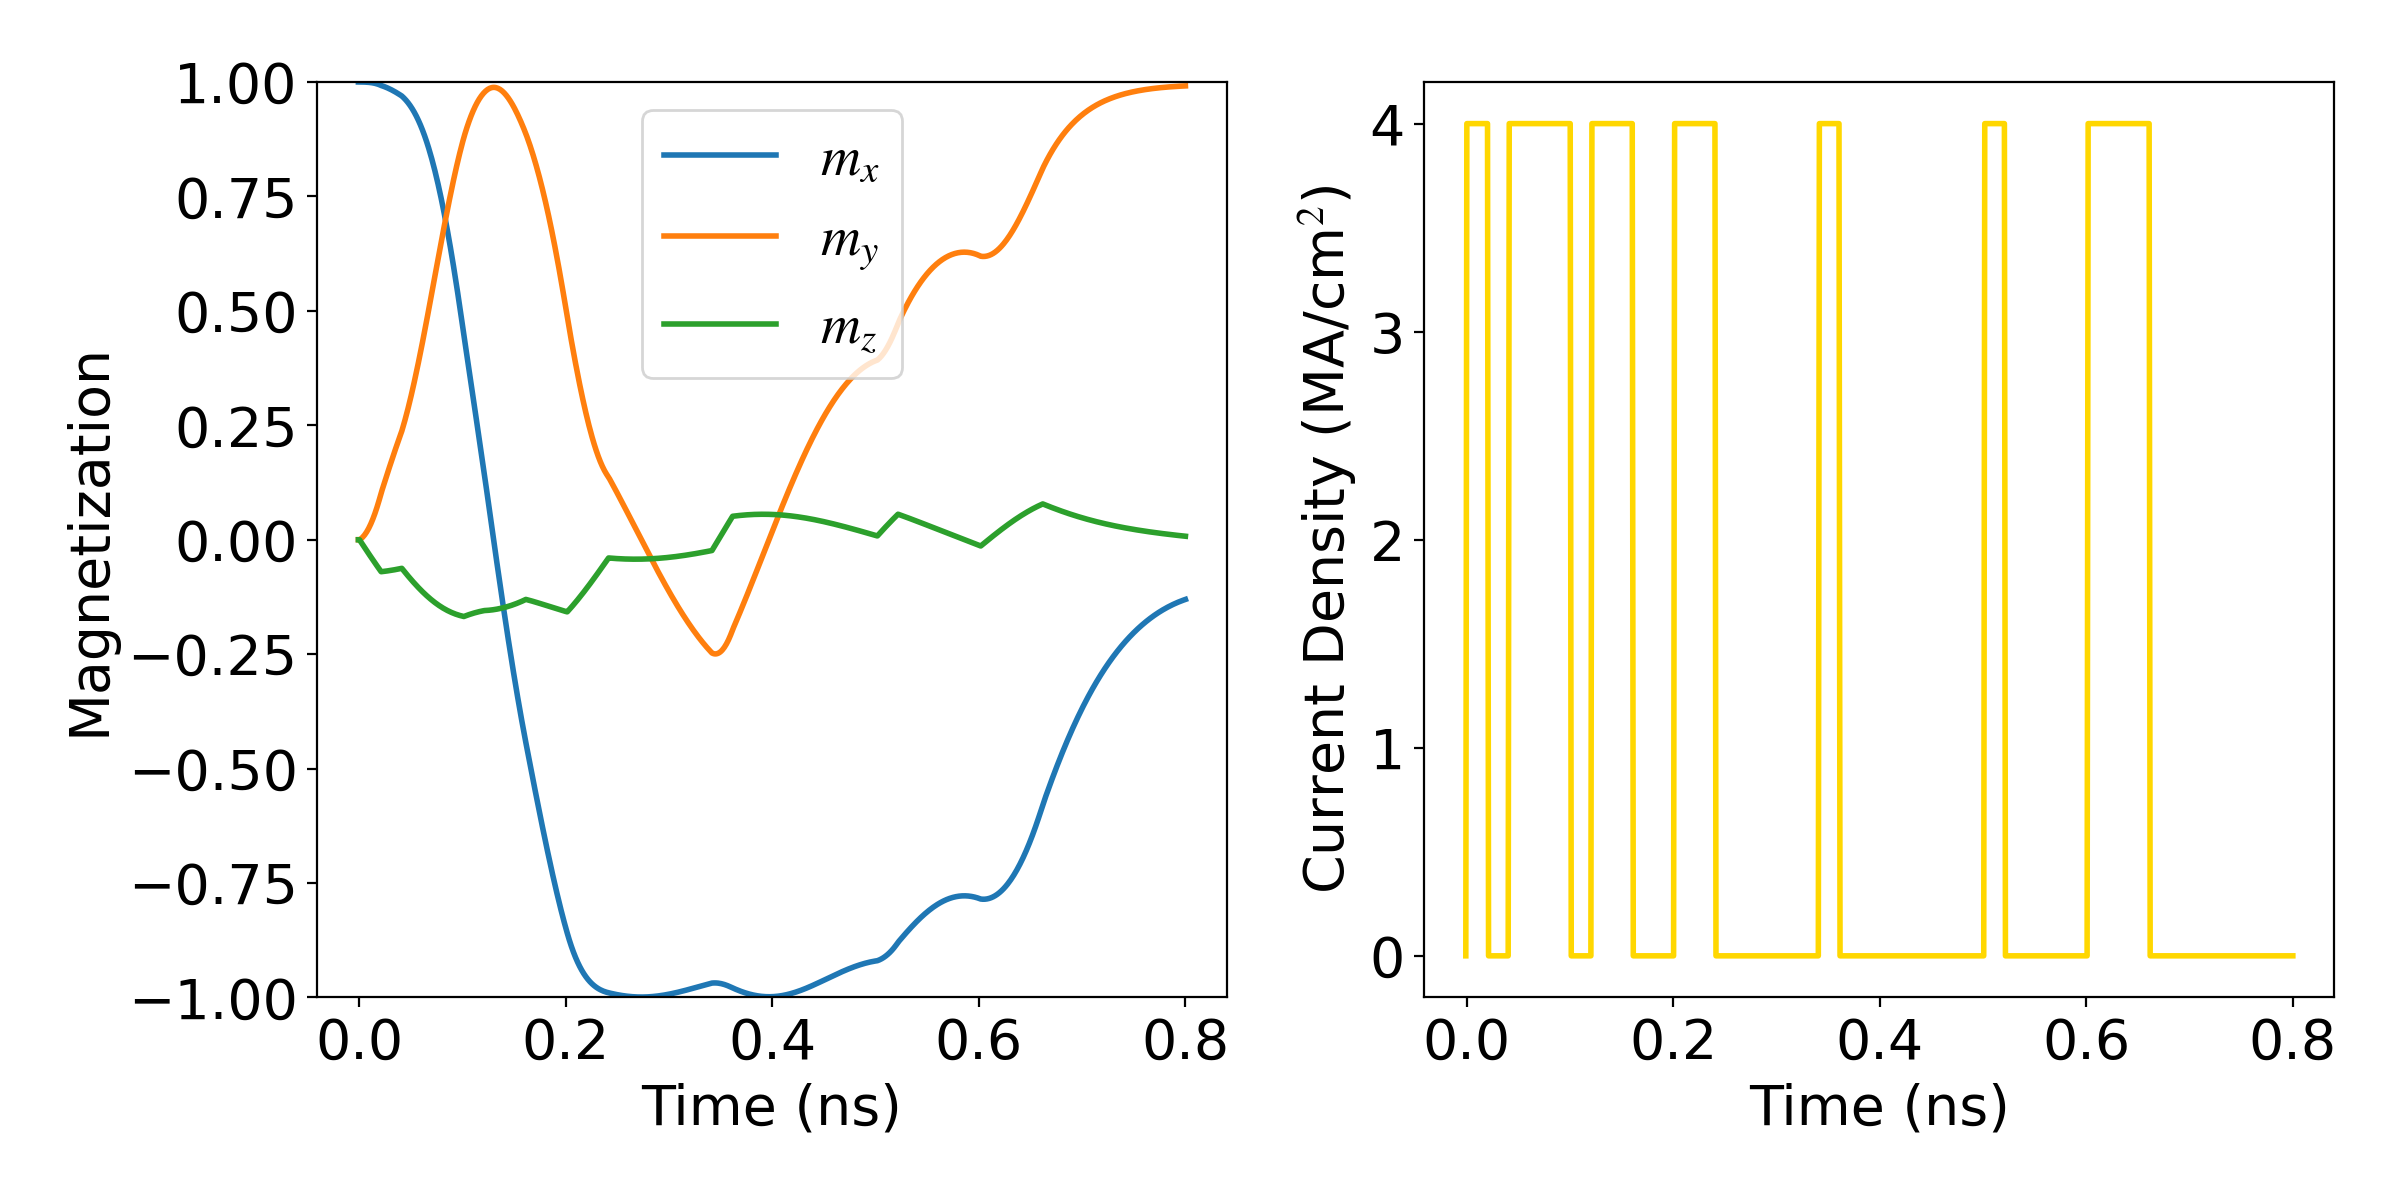 1.00
0.75
0.50
0.25
0.00
−0.25
−0.50
−0.75
−1.00
Magnetization
0.0 0.2 0.4 0.6 0.8
Time (ns)
m_x
m_y
m_z
4
3
2
1
0
Current Density (MA/cm²)
0.0 0.2 0.4 0.6 0.8
Time (ns)